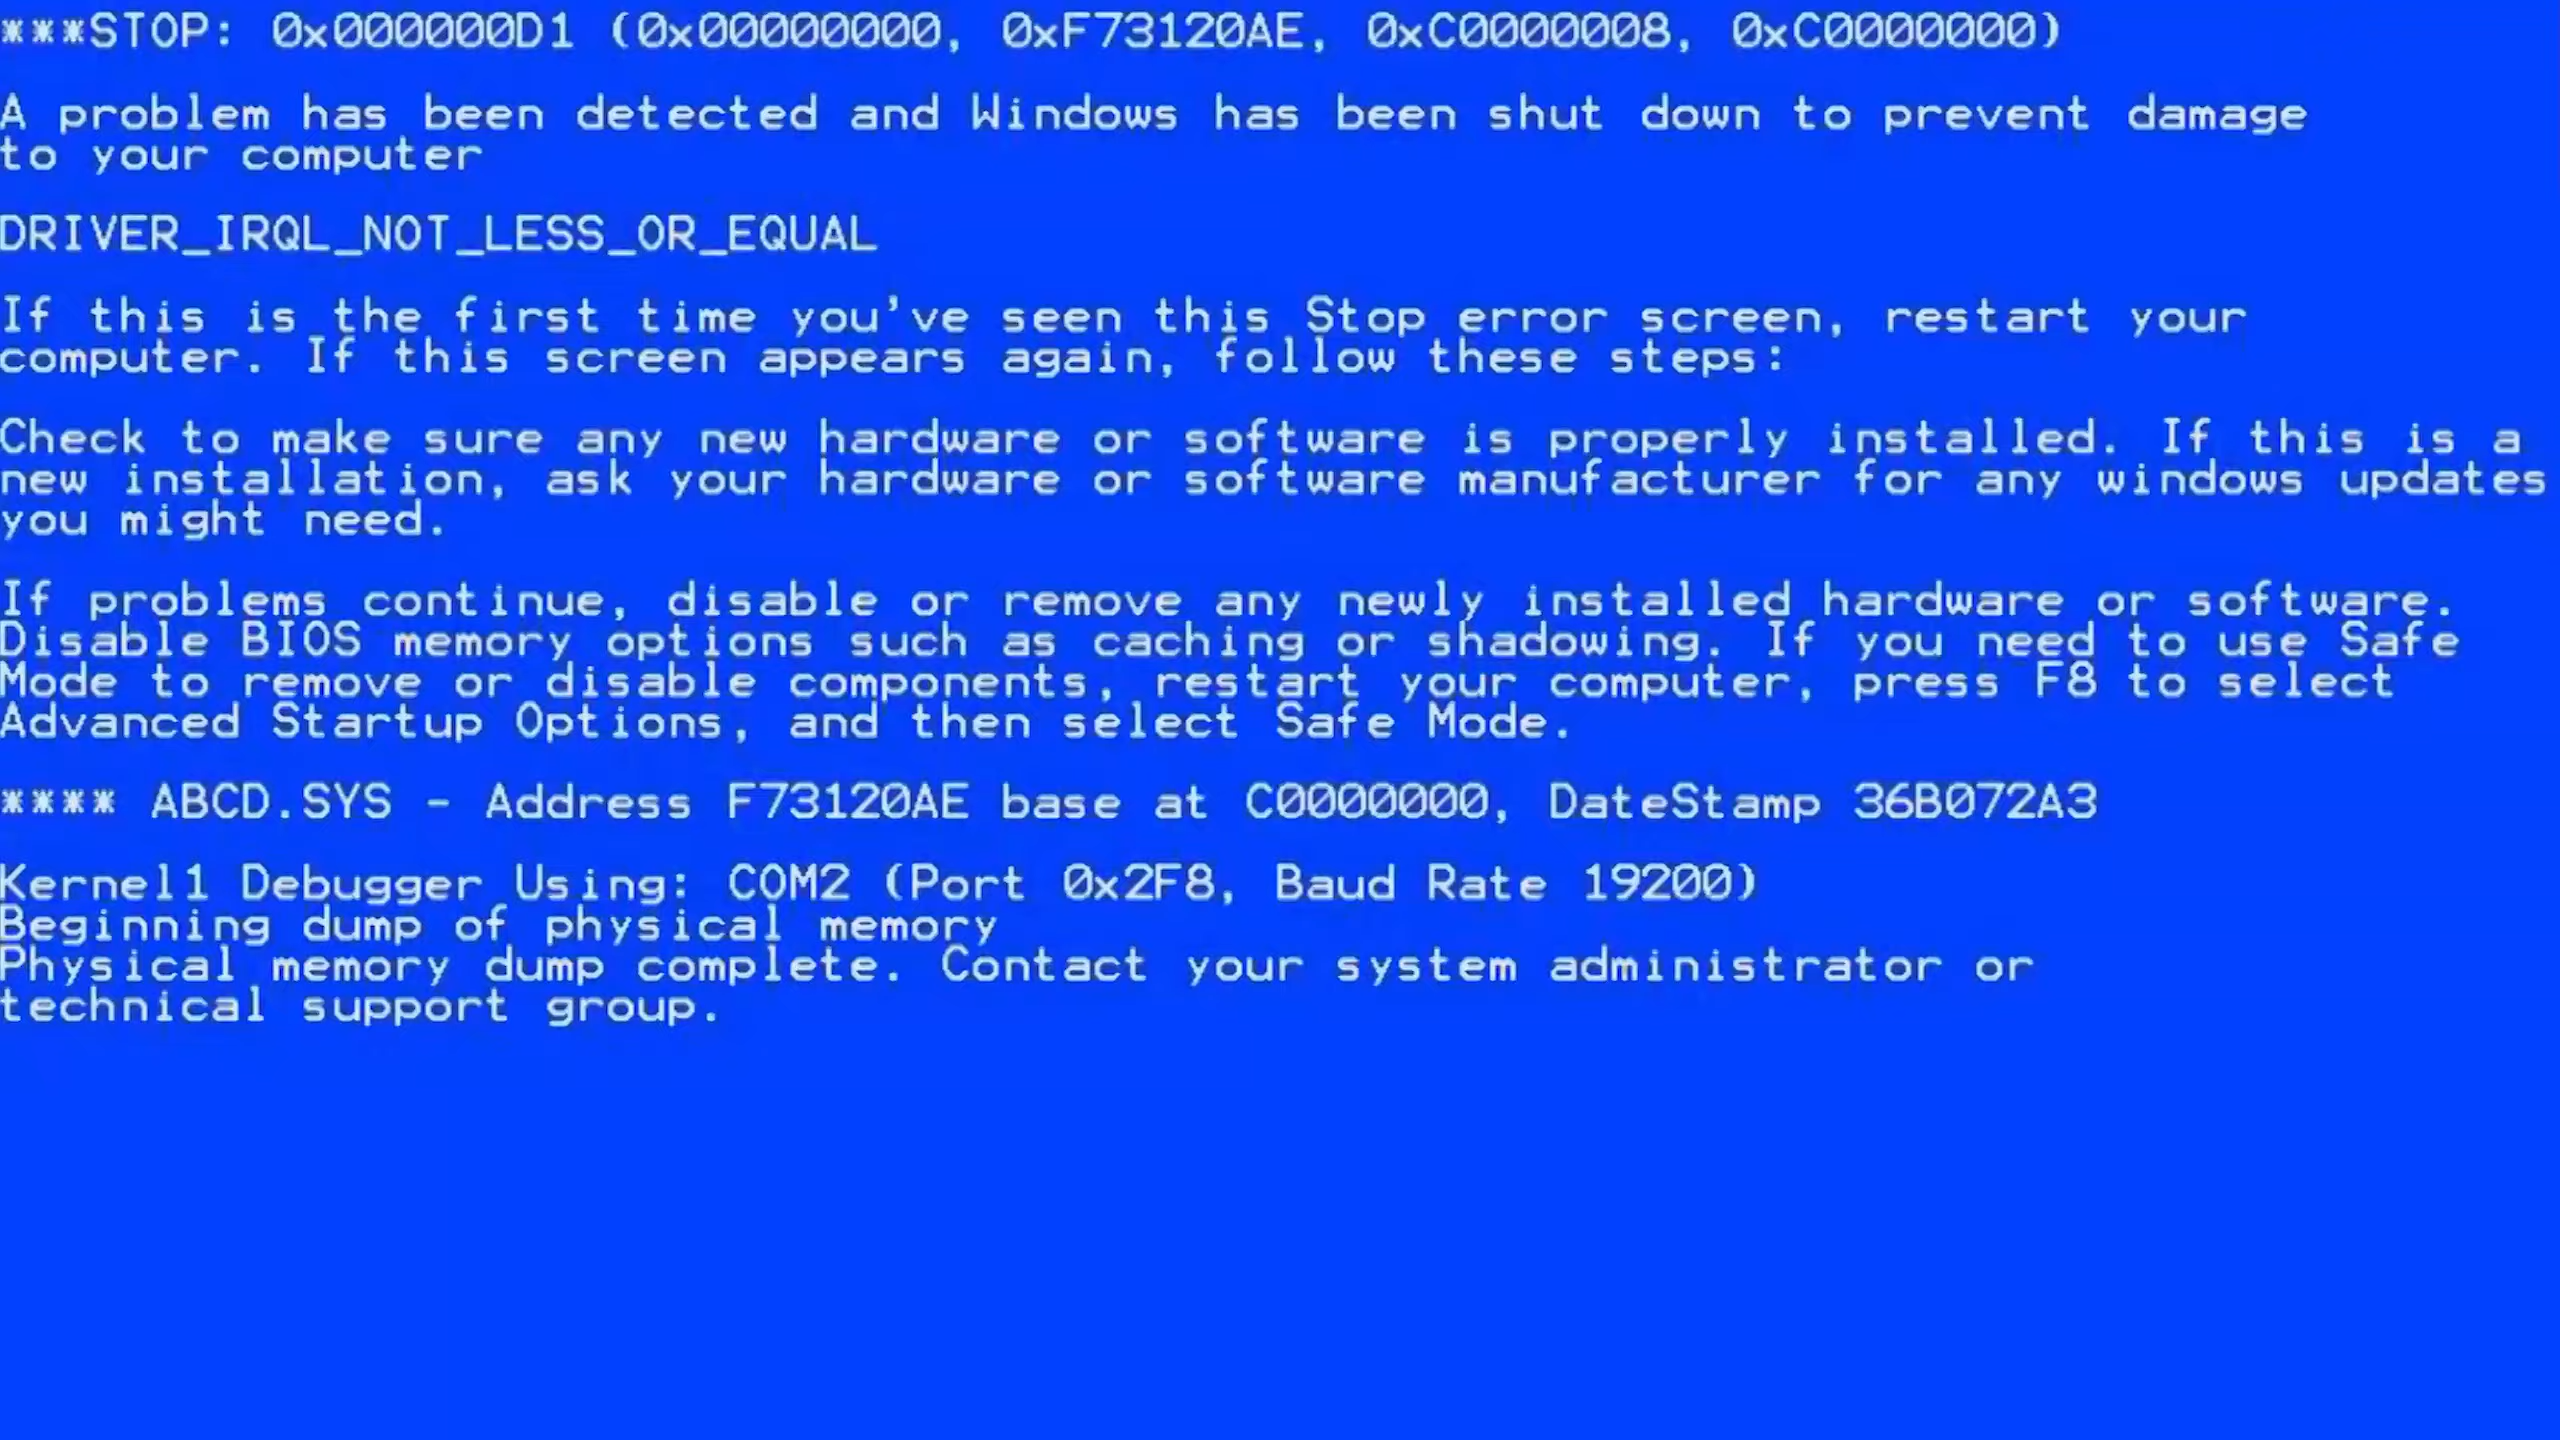 ***STOP: 0x000000D1 (0x00000000, 0xF73120AE, 0xC0000008, 0xC0000000)
A problem has been detected and Windows has been shut down to prevent damage
to your computer
DRIVER_IRQL_NOT_LESS_OR_EQUAL
If this is the first time you've seen this Stop error screen, restart your
computer. If this screen appears again, follow these steps:
Check to make sure any new hardware or software is properly installed. If this is a
new installation, ask your hardware or software manufacturer for any windows updates
you might need.
If problems continue, disable or remove any newly installed hardware or software.
Disable BIOS memory options such as caching or shadowing. If you need to use Safe
Mode to remove or disable components, restart your computer, press F8 to select
Advanced Startup Options, and then select Safe Mode.
**** ABCD.SYS - Address F73120AE base at C0000000, DateStamp 36B072A3
Kernel1 Debugger Using: COM2 (Port 0x2F8, Baud Rate 19200)
Beginning dump of physical memory
Physical memory dump complete. Contact your system administrator or
technical support group.